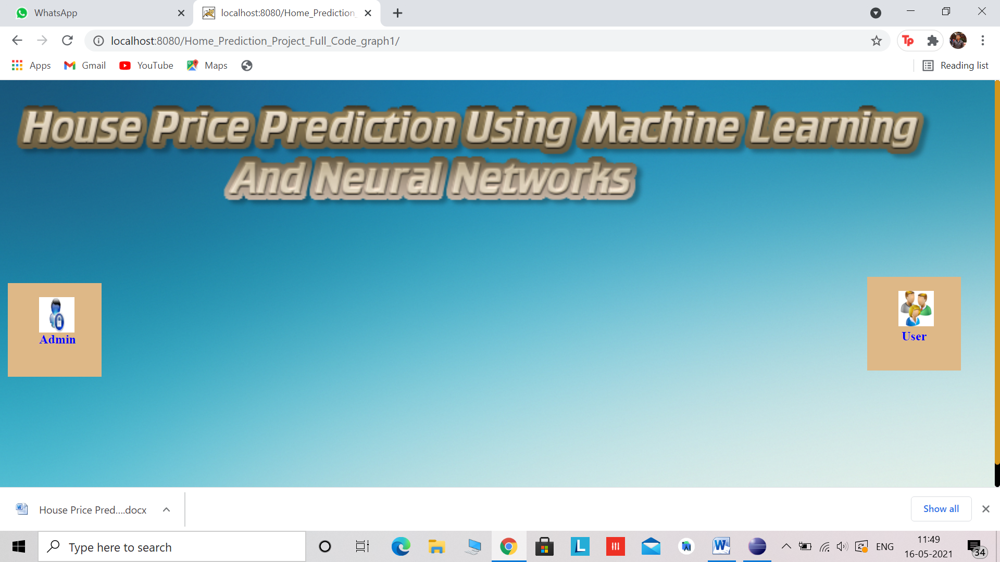 WhatsApp
localhost:8080/Home_Prediction_
localhost:8080/Home_Prediction_Project_Full_Code_graph1/
Tp
Apps
Gmail
YouTube
Maps
Reading list
House Price Prediction Using Machine Learning
And Neural Networks
Admin
User
House Price Pred....docx
Show all
Type here to search
L
W
ENG
11:49
16-05-2021
34